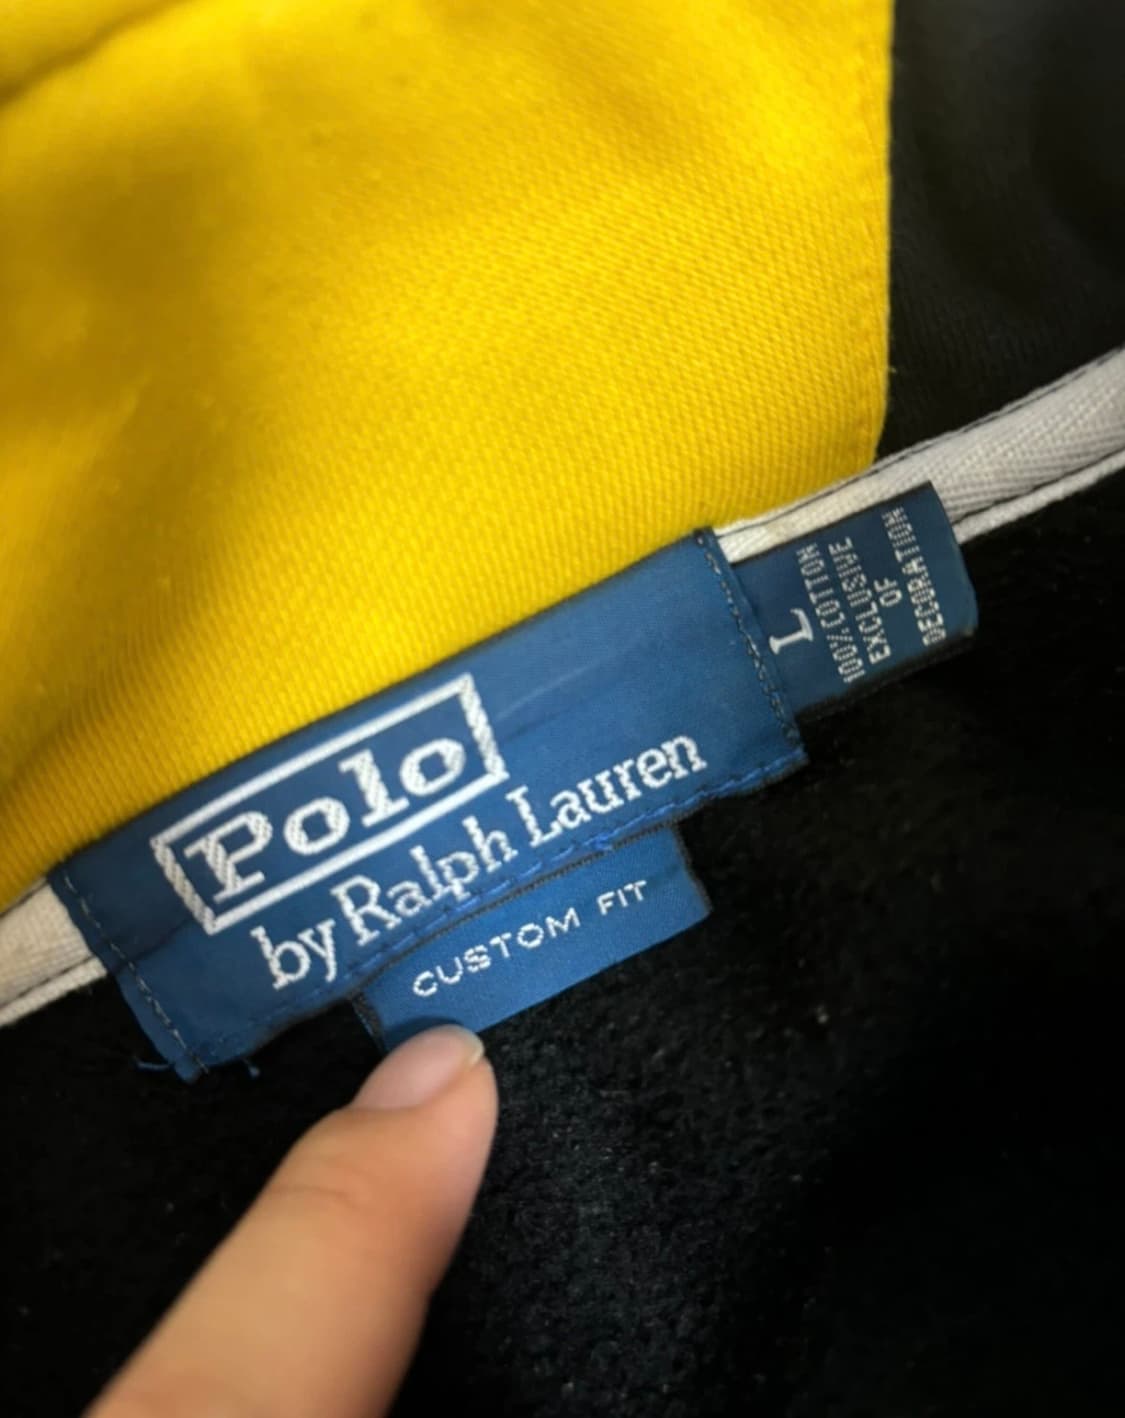 Polo
by Ralph Lauren
CUSTOM FIT
L
100% COTTON
EXCLUSIVE
OF
DECORATION